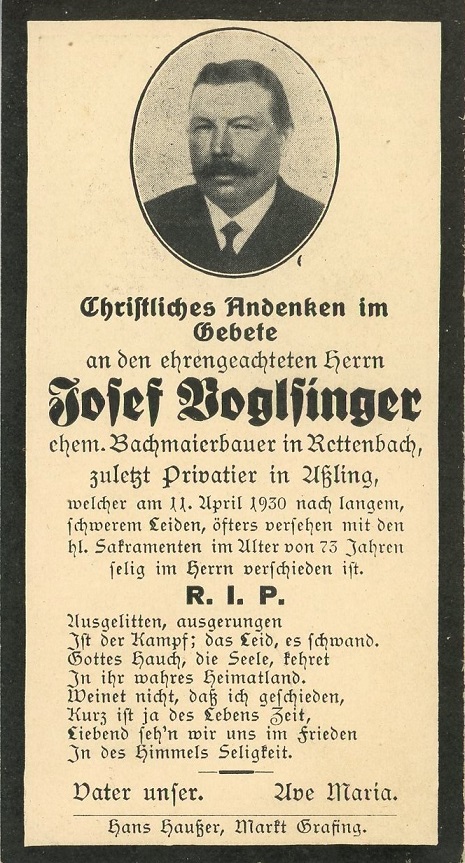 Christliches Andenken im
Gebete
an den ehrengeachteten Herrn
Josef Voglsinger
ehem. Bachmaierbauer in Rettenbach,
zuletzt Privatier in Aßling,
welcher am 11. April 1930 nach langem,
schwerem Leiden, öfters versehen mit den
hl. Sakramenten im Alter von 73 Jahren
selig im Herrn verschieden ist.
R. I. P.
Ausgelitten, ausgerungen
Ist der Kampf; das Leid, es schwand.
Gottes Hauch, die Seele, kehret
In ihr wahres Heimatland.
Weinet nicht, daß ich geschieden,
Kurz ist ja des Lebens Zeit,
Liebend seh'n wir uns im Frieden
In des Himmels Seligkeit.
Vater unser. Ave Maria.
Hans Haußer, Markt Grafing.